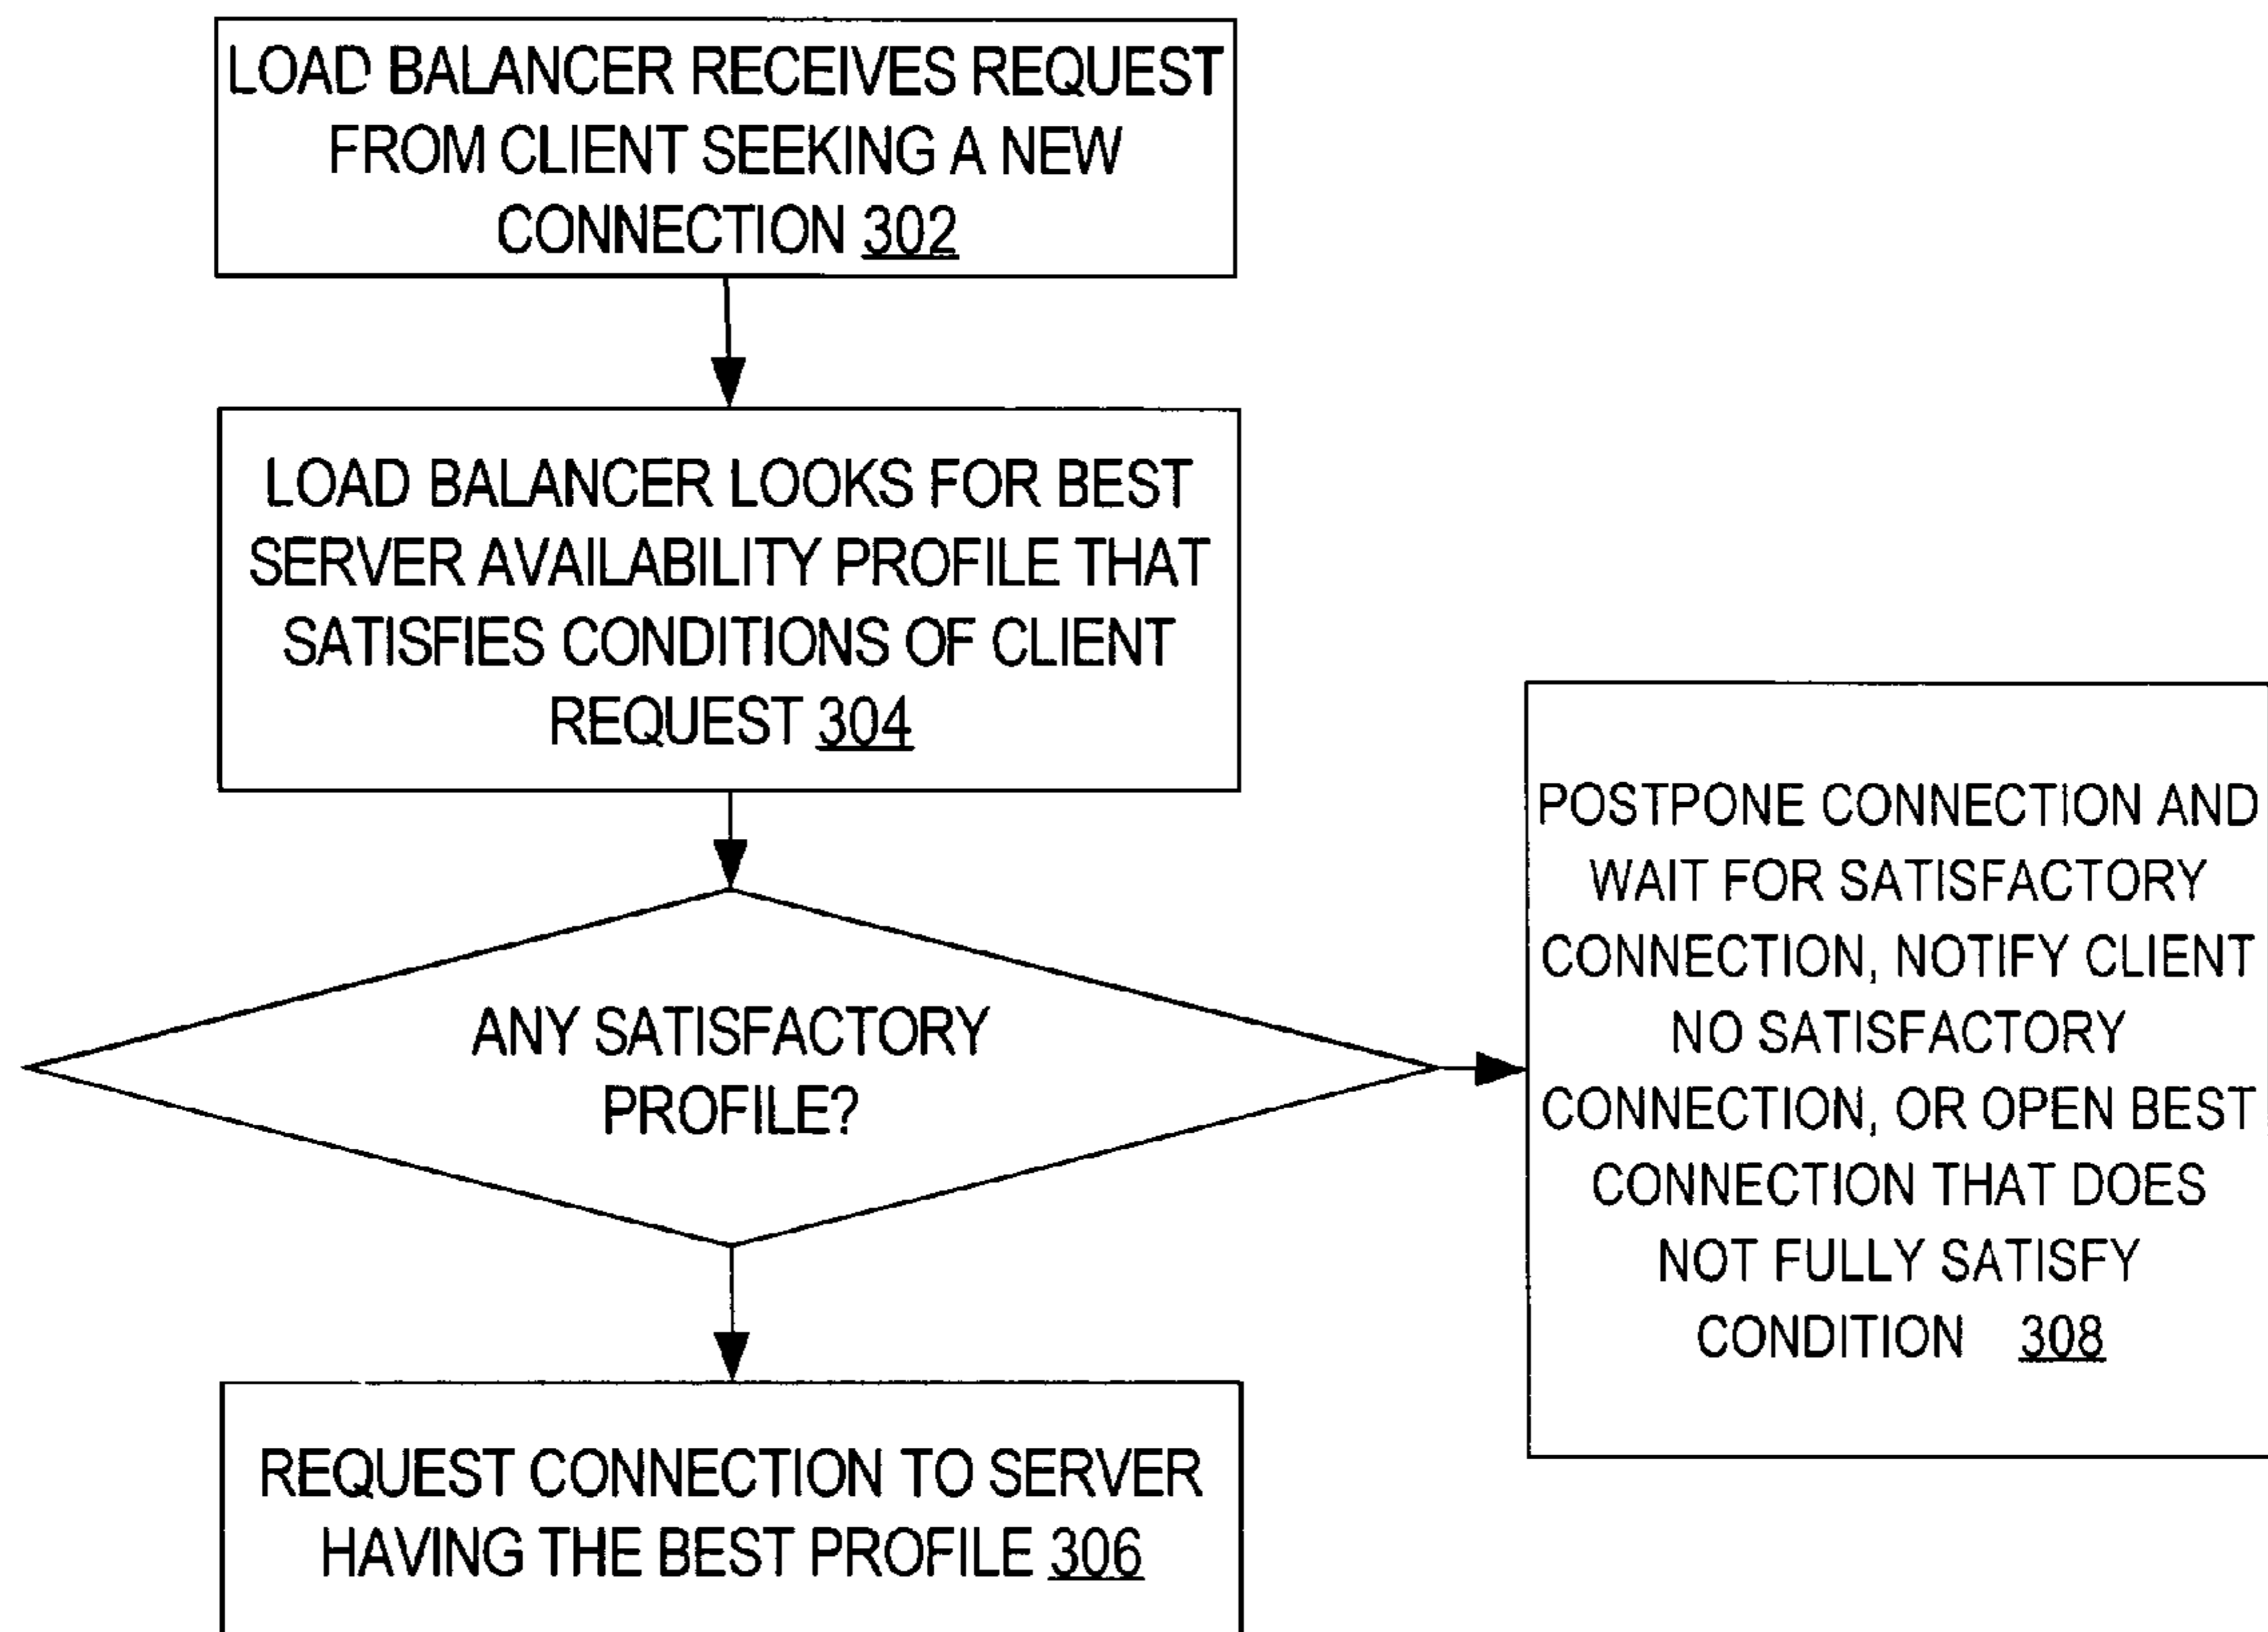 LOAD BALANCER RECEIVES REQUEST
FROM CLIENT SEEKING A NEW
CONNECTION 302
LOAD BALANCER LOOKS FOR BEST
SERVER AVAILABILITY PROFILE THAT
SATISFIES CONDITIONS OF CLIENT
REQUEST 304
ANY SATISFACTORY
PROFILE?
POSTPONE CONNECTION AND
WAIT FOR SATISFACTORY
CONNECTION, NOTIFY CLIENT
NO SATISFACTORY
CONNECTION, OR OPEN BEST
CONNECTION THAT DOES
NOT FULLY SATISFY
CONDITION 308
REQUEST CONNECTION TO SERVER
HAVING THE BEST PROFILE 306